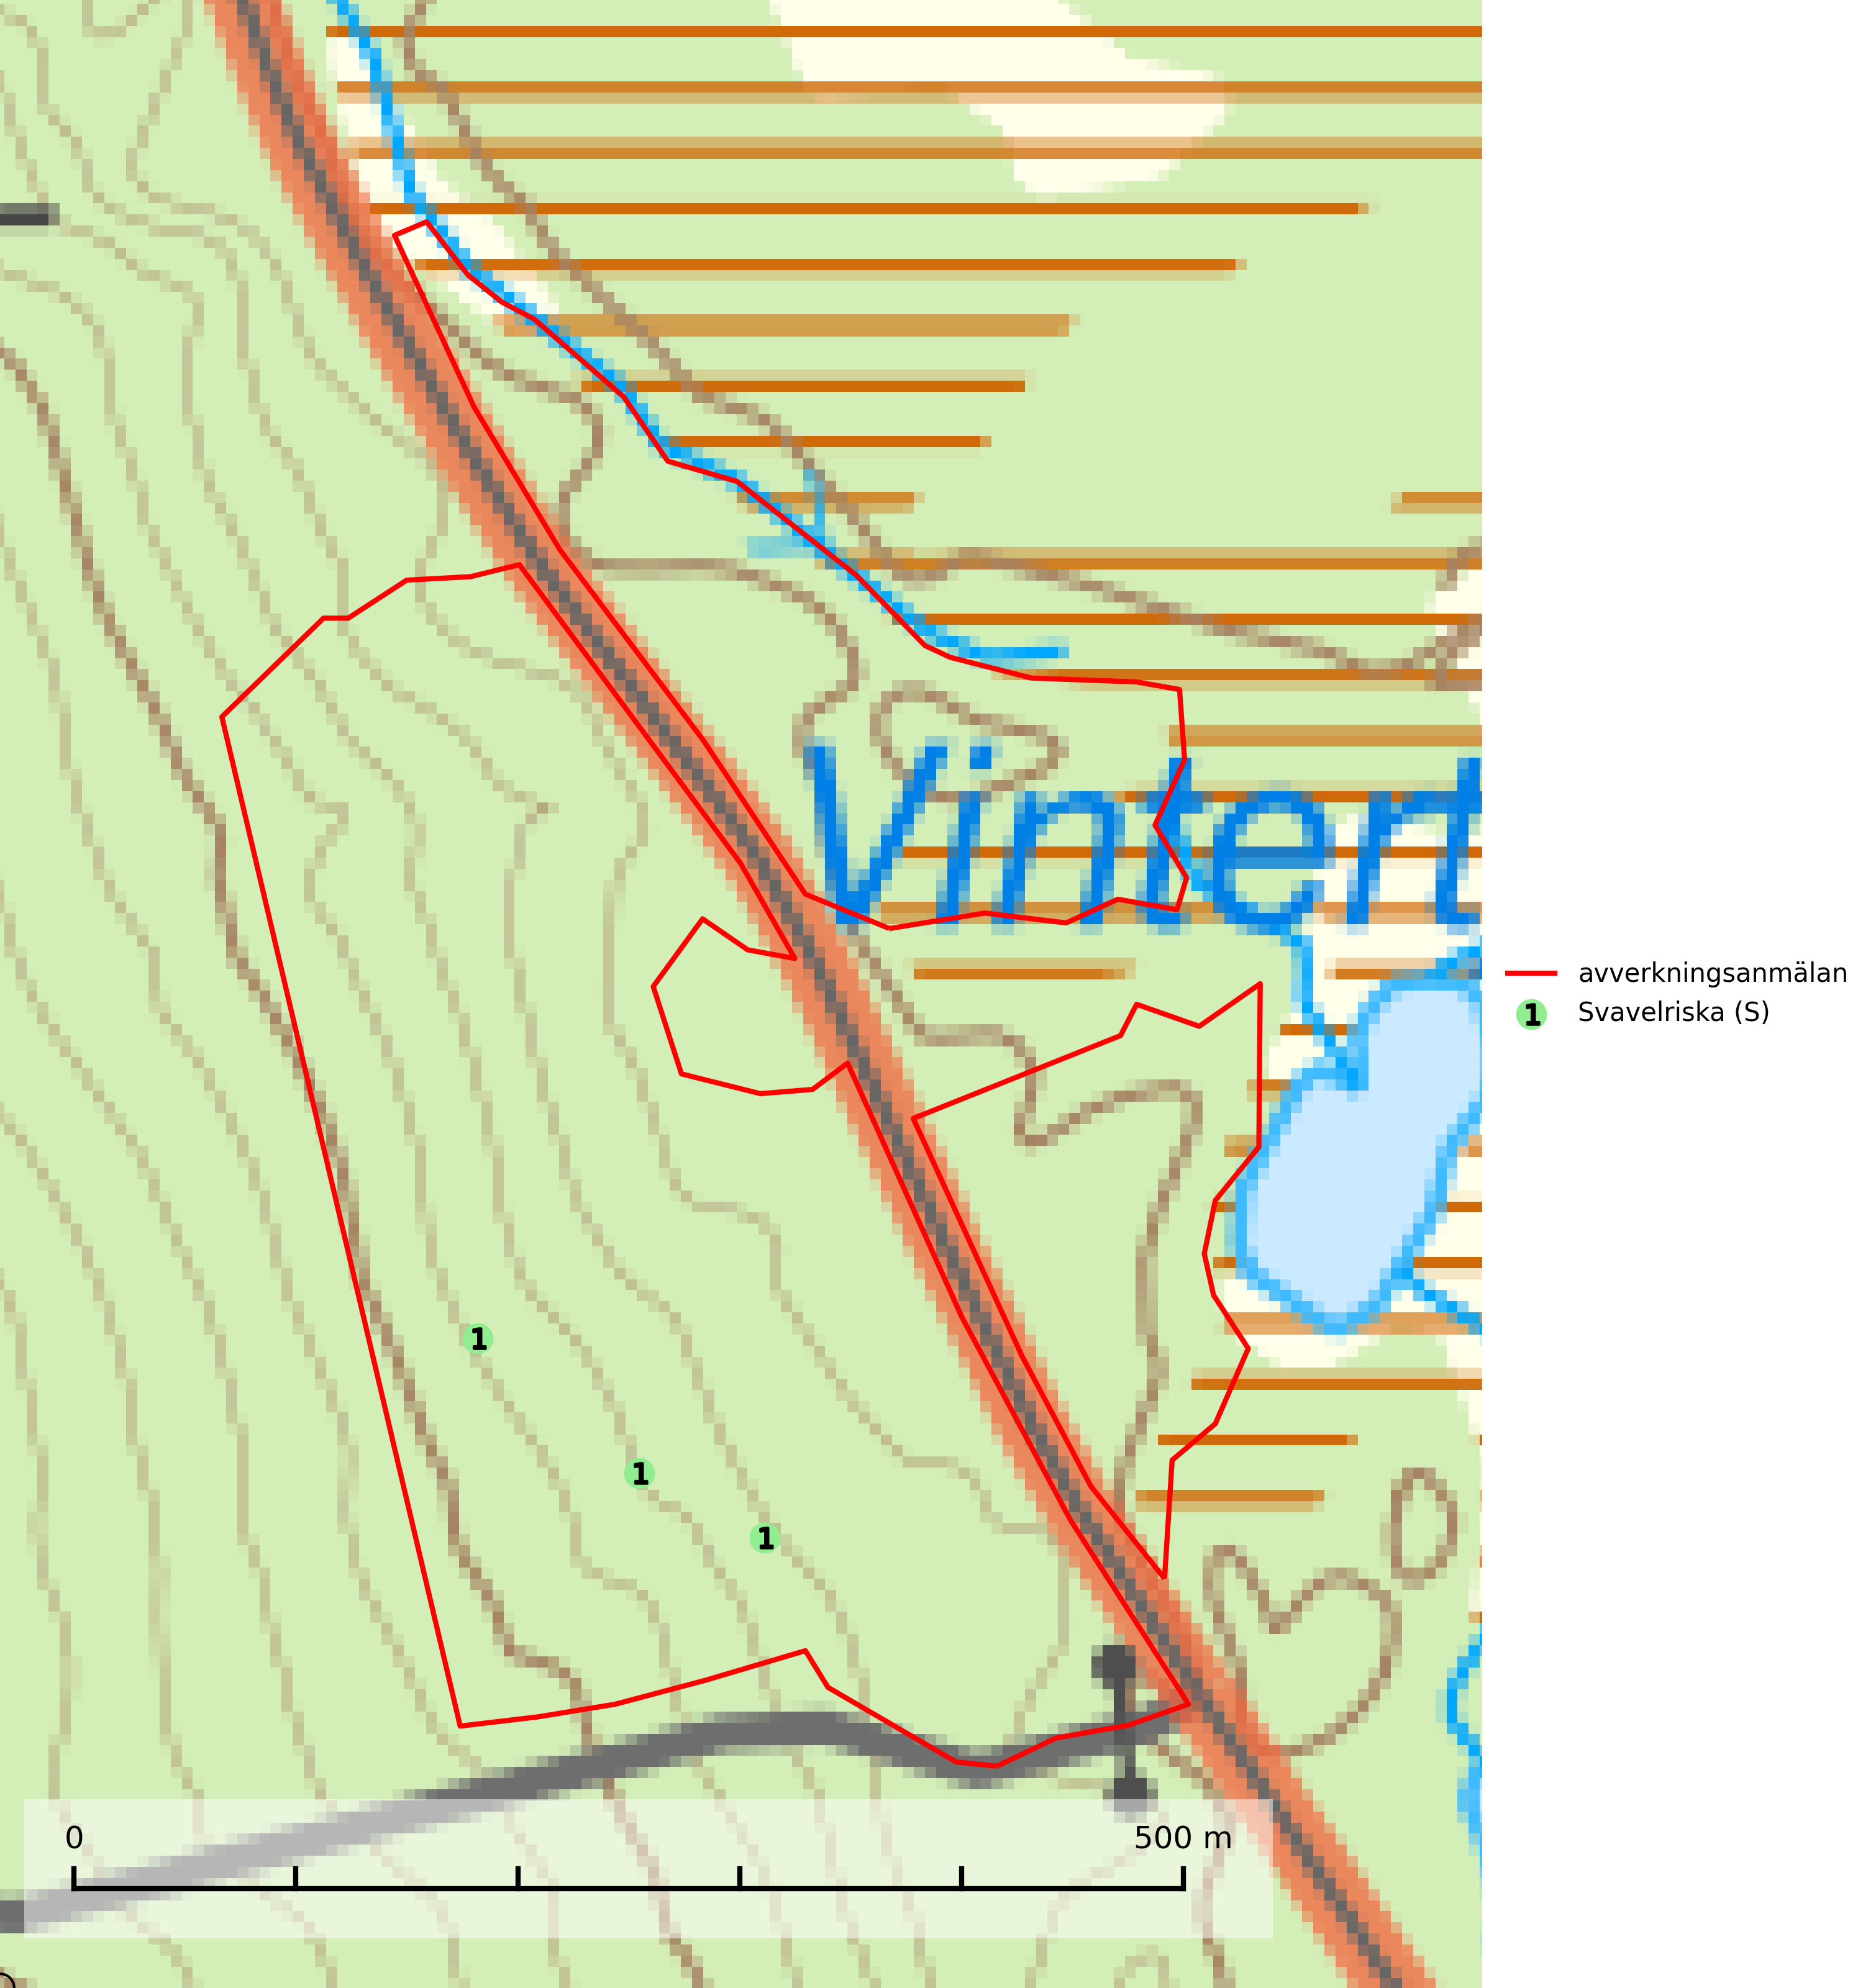 Vintert
avverkningsanmälan
1 Svavelriska (S)
1
1
1
0 500 m